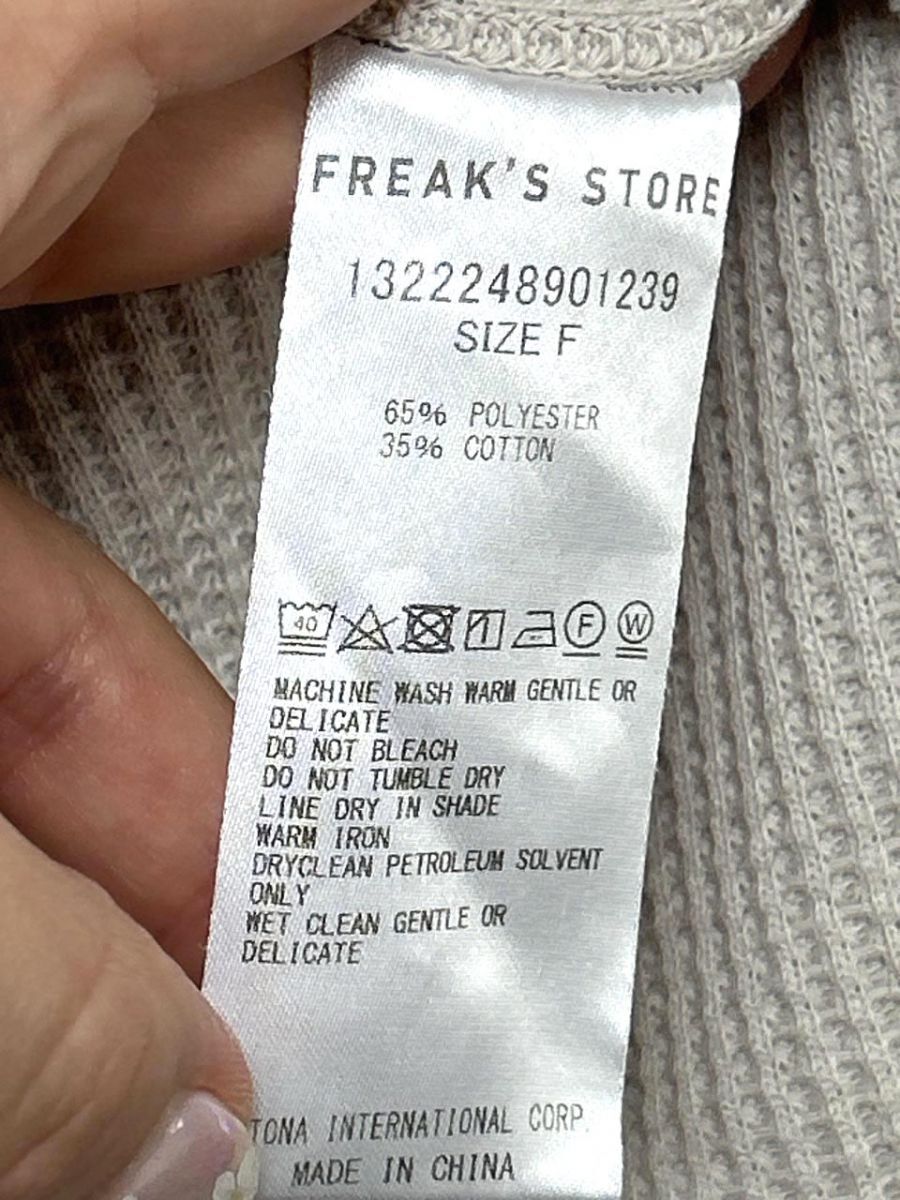 FREAK'S STORE
1322248901239
SIZE F
65% POLYESTER
35% COTTON
40 F W
MACHINE WASH WARM GENTLE OR
DELICATE
DO NOT BLEACH
DO NOT TUMBLE DRY
LINE DRY IN SHADE
WARM IRON
DRYCLEAN PETROLEUM SOLVENT
ONLY
WET CLEAN GENTLE OR
DELICATE
TONA INTERNATIONAL CORP.
MADE IN CHINA